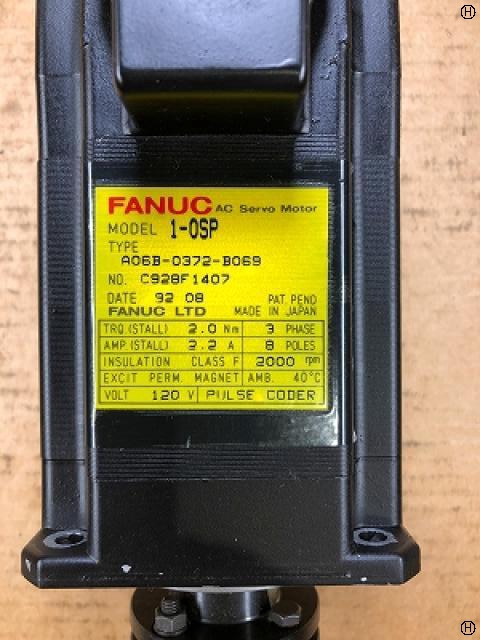 FANUC AC Servo Motor
MODEL 1-0SP
TYPE
A06B-0372-B069
NO. C928F1407
DATE 92 08 PAT. PEND
FANUC LTD MADE IN JAPAN
TRQ.(STALL) 2.0 Nm 3 PHASE
AMP.(STALL) 2.2 A 8 POLES
INSULATION CLASS F 2000 rpm
EXCIT PERM. MAGNET AMB. 40°C
VOLT 120 V PULSE CODER
H
H